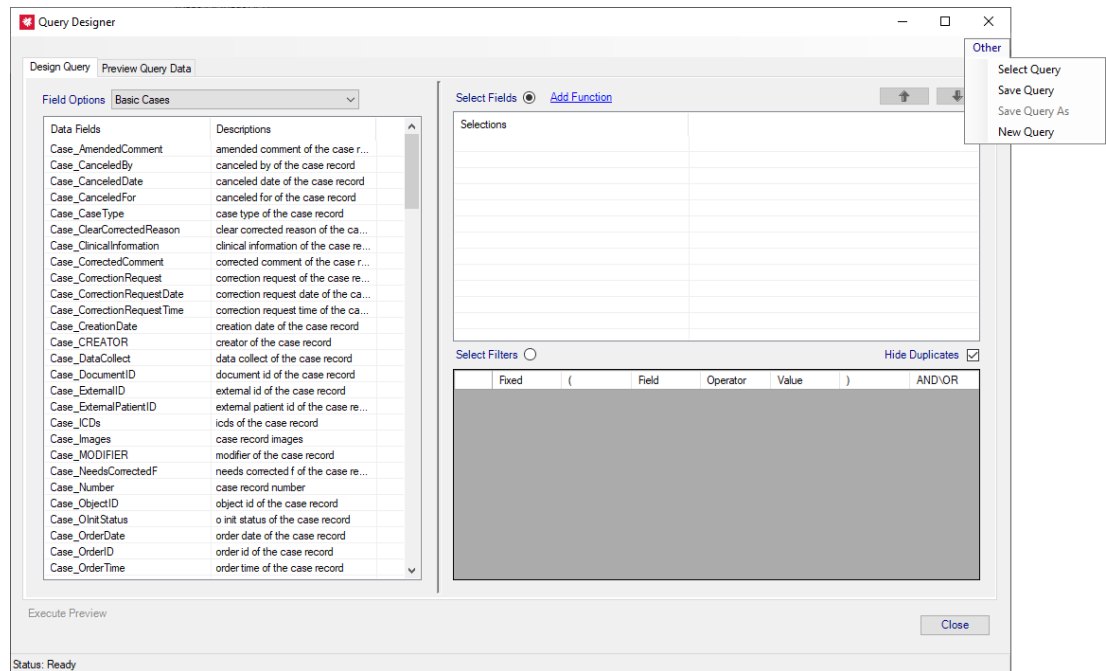 Query Designer
Other
Select Query
Save Query
Save Query As
New Query
Design Query Preview Query Data
Field Options Basic Cases
Data Fields Descriptions
Case_AmendedComment amended comment of the case r...
Case_CanceledBy canceled by of the case record
Case_CanceledDate canceled date of the case record
Case_CanceledFor canceled for of the case record
Case_CaseType case type of the case record
Case_ClearCorrectedReason clear corrected reason of the ca...
Case_ClinicalInformation clinical information of the case re...
Case_CorrectedComment corrected comment of the case r...
Case_CorrectionRequest correction request of the case re...
Case_CorrectionRequestDate correction request date of the ca...
Case_CorrectionRequestTime correction request time of the ca...
Case_CreationDate creation date of the case record
Case_CREATOR creator of the case record
Case_DataCollect data collect of the case record
Case_DocumentID document id of the case record
Case_ExternalID external id of the case record
Case_ExternalPatientID external patient id of the case re...
Case_ICDs icds of the case record
Case_Images case record images
Case_MODIFIER modifier of the case record
Case_NeedsCorrectedF needs corrected f of the case re...
Case_Number case record number
Case_ObjectID object id of the case record
Case_OInitStatus o init status of the case record
Case_OrderDate order date of the case record
Case_OrderID order id of the case record
Case_OrderTime order time of the case record
Select Fields Add Function
Selections
Select Filters Hide Duplicates
Fixed ( Field Operator Value ) AND\OR
Execute Preview
Close
Status: Ready